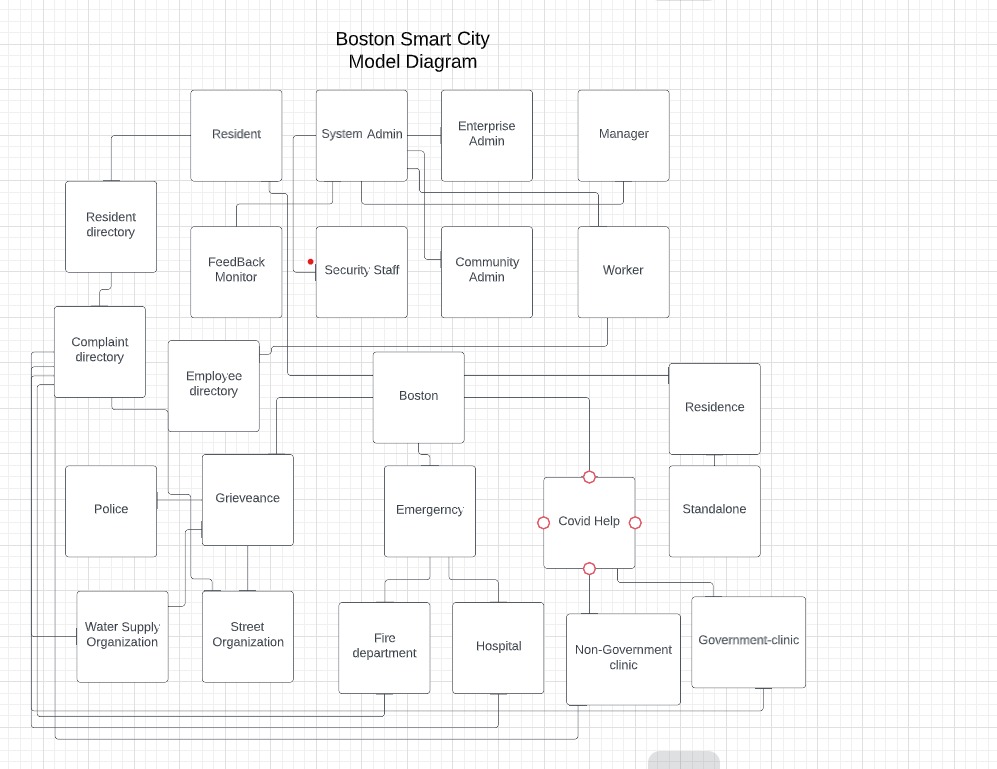 Boston Smart City
Model Diagram
Resident
System Admin
Enterprise
Admin
Manager
Resident
directory
FeedBack
Monitor
Security Staff
Community
Admin
Worker
Complaint
directory
Employee
directory
Boston
Residence
Police
Grieveance
Emergerncy
Covid Help
Standalone
Water Supply
Organization
Street
Organization
Fire
department
Hospital
Non-Government
clinic
Government-clinic